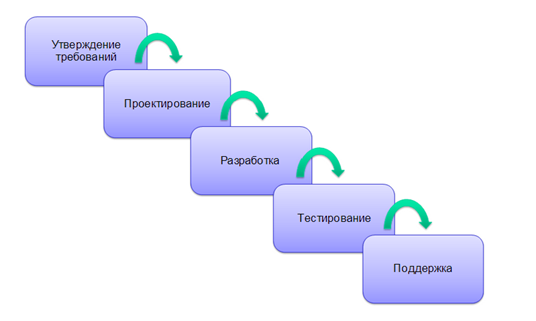 Утверждение
требований
Проектирование
Разработка
Тестирование
Поддержка